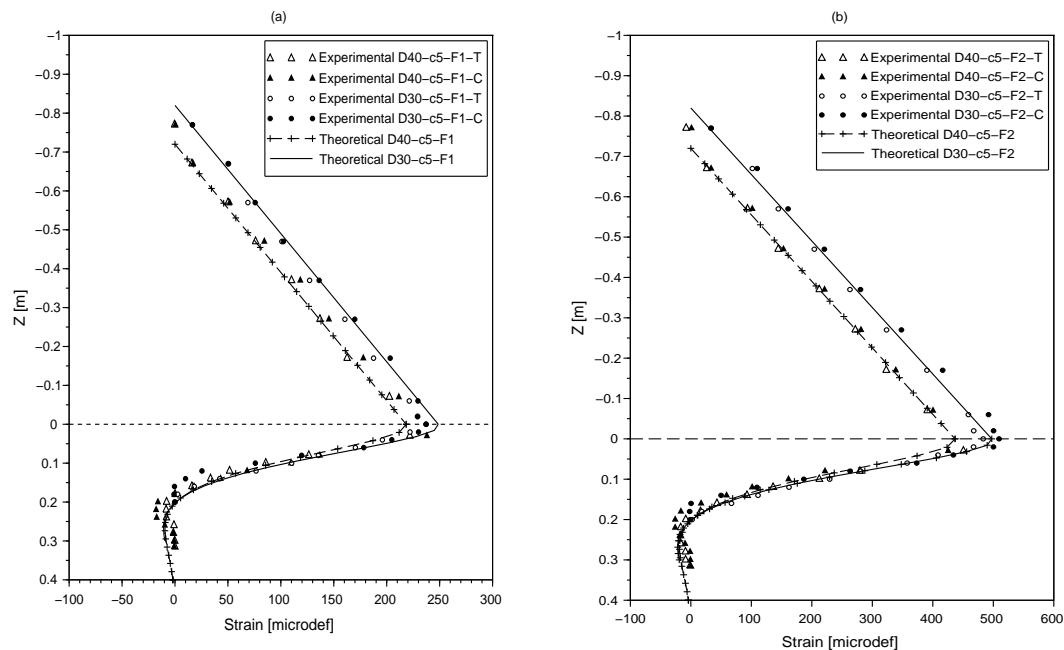 (a)
−1
−0.9
−0.8
−0.7
−0.6
−0.5
−0.4
−0.3
−0.2
−0.1
0
0.1
0.2
0.3
0.4
Z [m]
Experimental D40−c5−F1−T
Experimental D40−c5−F1−C
Experimental D30−c5−F1−T
Experimental D30−c5−F1−C
Theoretical D40−c5−F1
Theoretical D30−c5−F1
−100 −50 0 50 100 150 200 250 300
Strain [microdef]
(b)
−1
−0.9
−0.8
−0.7
−0.6
−0.5
−0.4
−0.3
−0.2
−0.1
0
0.1
0.2
0.3
0.4
Z [m]
Experimental D40−c5−F2−T
Experimental D40−c5−F2−C
Experimental D30−c5−F2−T
Experimental D30−c5−F2−C
Theoretical D40−c5−F2
Theoretical D30−c5−F2
−100 0 100 200 300 400 500 600
Strain [microdef]